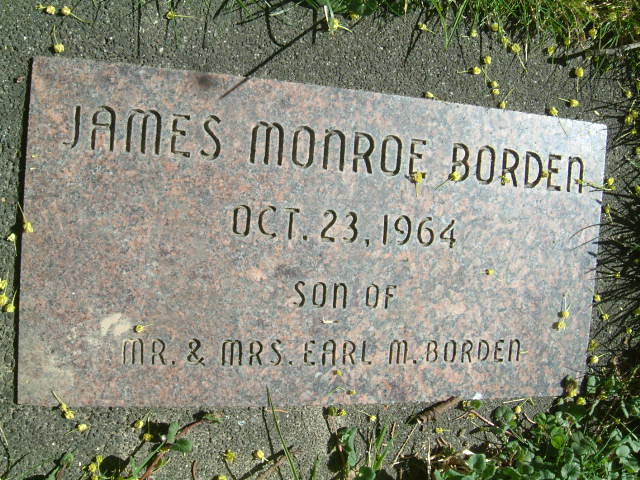 JAMES MONROE BORDEN
OCT. 23, 1964
SON OF
MR. & MRS. EARL M. BORDEN